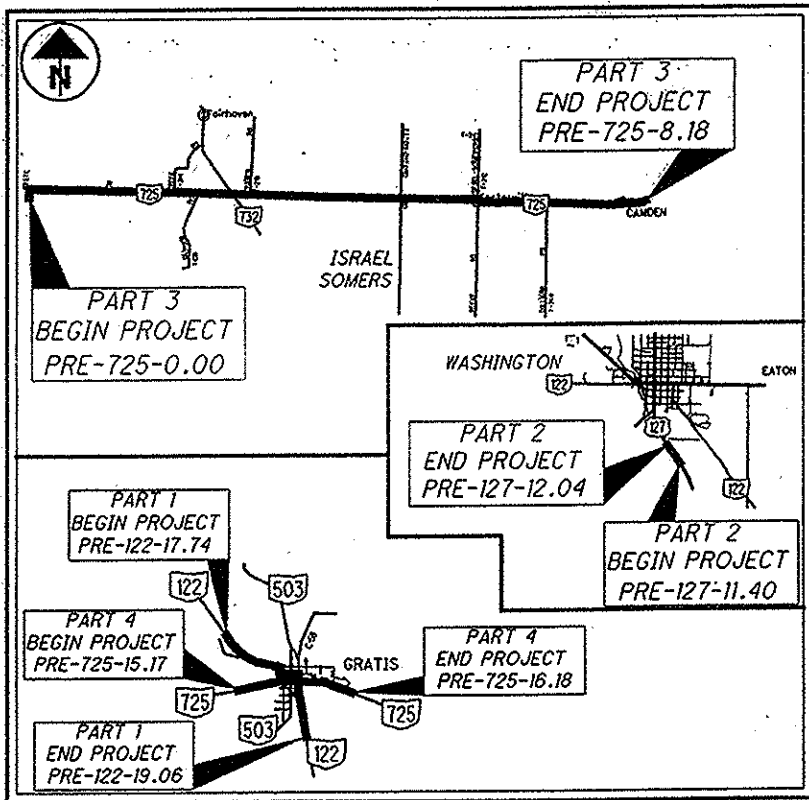 N
PART 3
END PROJECT
PRE-725-8.18
Fairhaven
725
732
725
CAMDEN
ISRAEL
SOMERS
PART 3
BEGIN PROJECT
PRE-725-0.00
WASHINGTON
122
EATON
127
PART 2
END PROJECT
PRE-127-12.04
122
PART 2
BEGIN PROJECT
PRE-127-11.40
PART 1
BEGIN PROJECT
PRE-122-17.74
122
503
PART 4
BEGIN PROJECT
PRE-725-15.17
GRATIS
PART 4
END PROJECT
PRE-725-16.18
725
725
503
122
PART 1
END PROJECT
PRE-122-19.06